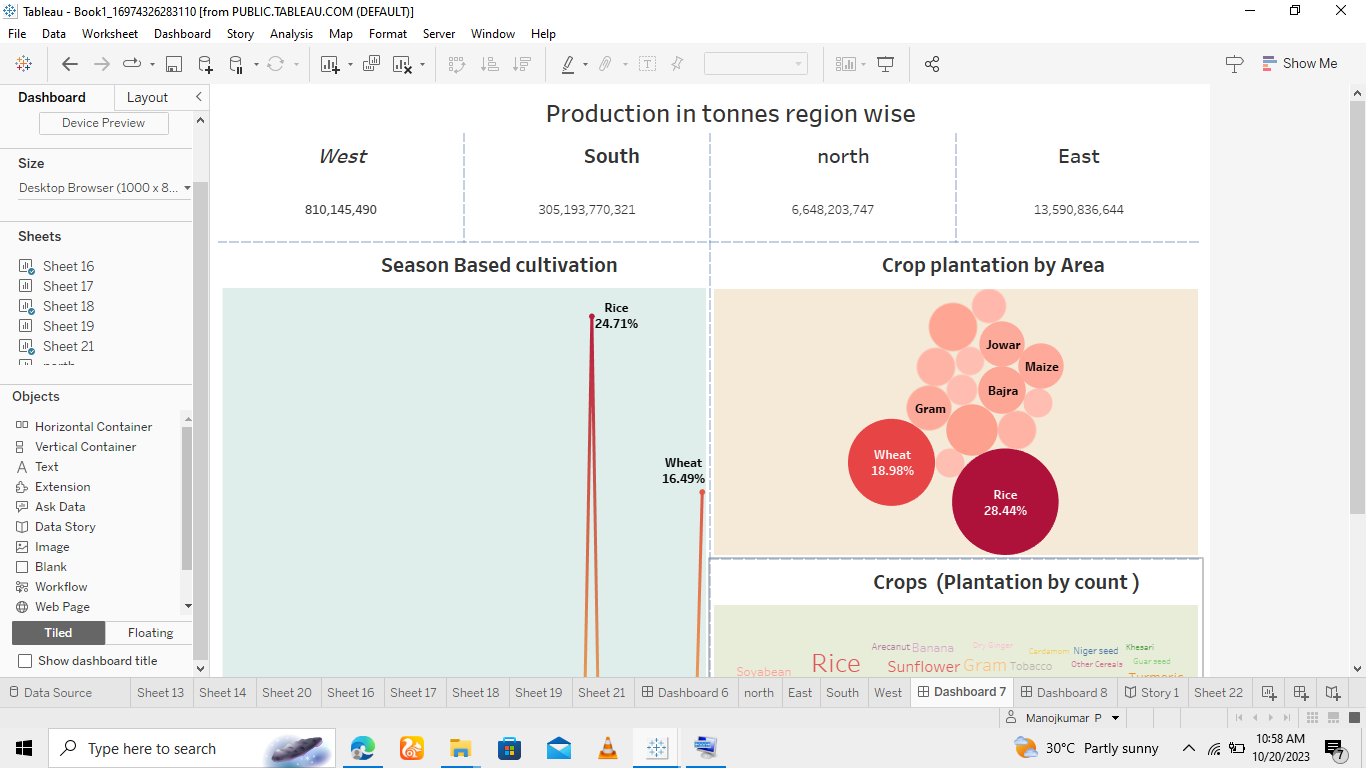 Tableau - Book1_16974326283110 [from PUBLIC.TABLEAU.COM (DEFAULT)]
File Data Worksheet Dashboard Story Analysis Map Format Server Window Help
Show Me
Dashboard Layout
Device Preview
Size
Desktop Browser (1000 x 8...
Sheets
Sheet 16
Sheet 17
Sheet 18
Sheet 19
Sheet 21
Objects
Horizontal Container
Vertical Container
Text
Extension
Ask Data
Data Story
Image
Blank
Workflow
Web Page
Tiled Floating
Show dashboard title
Production in tonnes region wise
West South north East
810,145,490 305,193,770,321 6,648,203,747 13,590,836,644
Season Based cultivation
Rice
24.71%
Wheat
16.49%
Crop plantation by Area
Jowar
Maize
Bajra
Gram
Wheat
18.98%
Rice
28.44%
Crops (Plantation by count )
Arecanut Banana Dry Ginger Cardamom Niger seed Khesari
Soyabean Rice Sunflower Gram Tobacco Other Cereals Guar seed
Turmeric
Data Source Sheet 13 Sheet 14 Sheet 20 Sheet 16 Sheet 17 Sheet 18 Sheet 19 Sheet 21 Dashboard 6 north East South West Dashboard 7 Dashboard 8 Story 1 Sheet 22
Manojkumar P
Type here to search
30°C Partly sunny
10:58 AM
10/20/2023
7